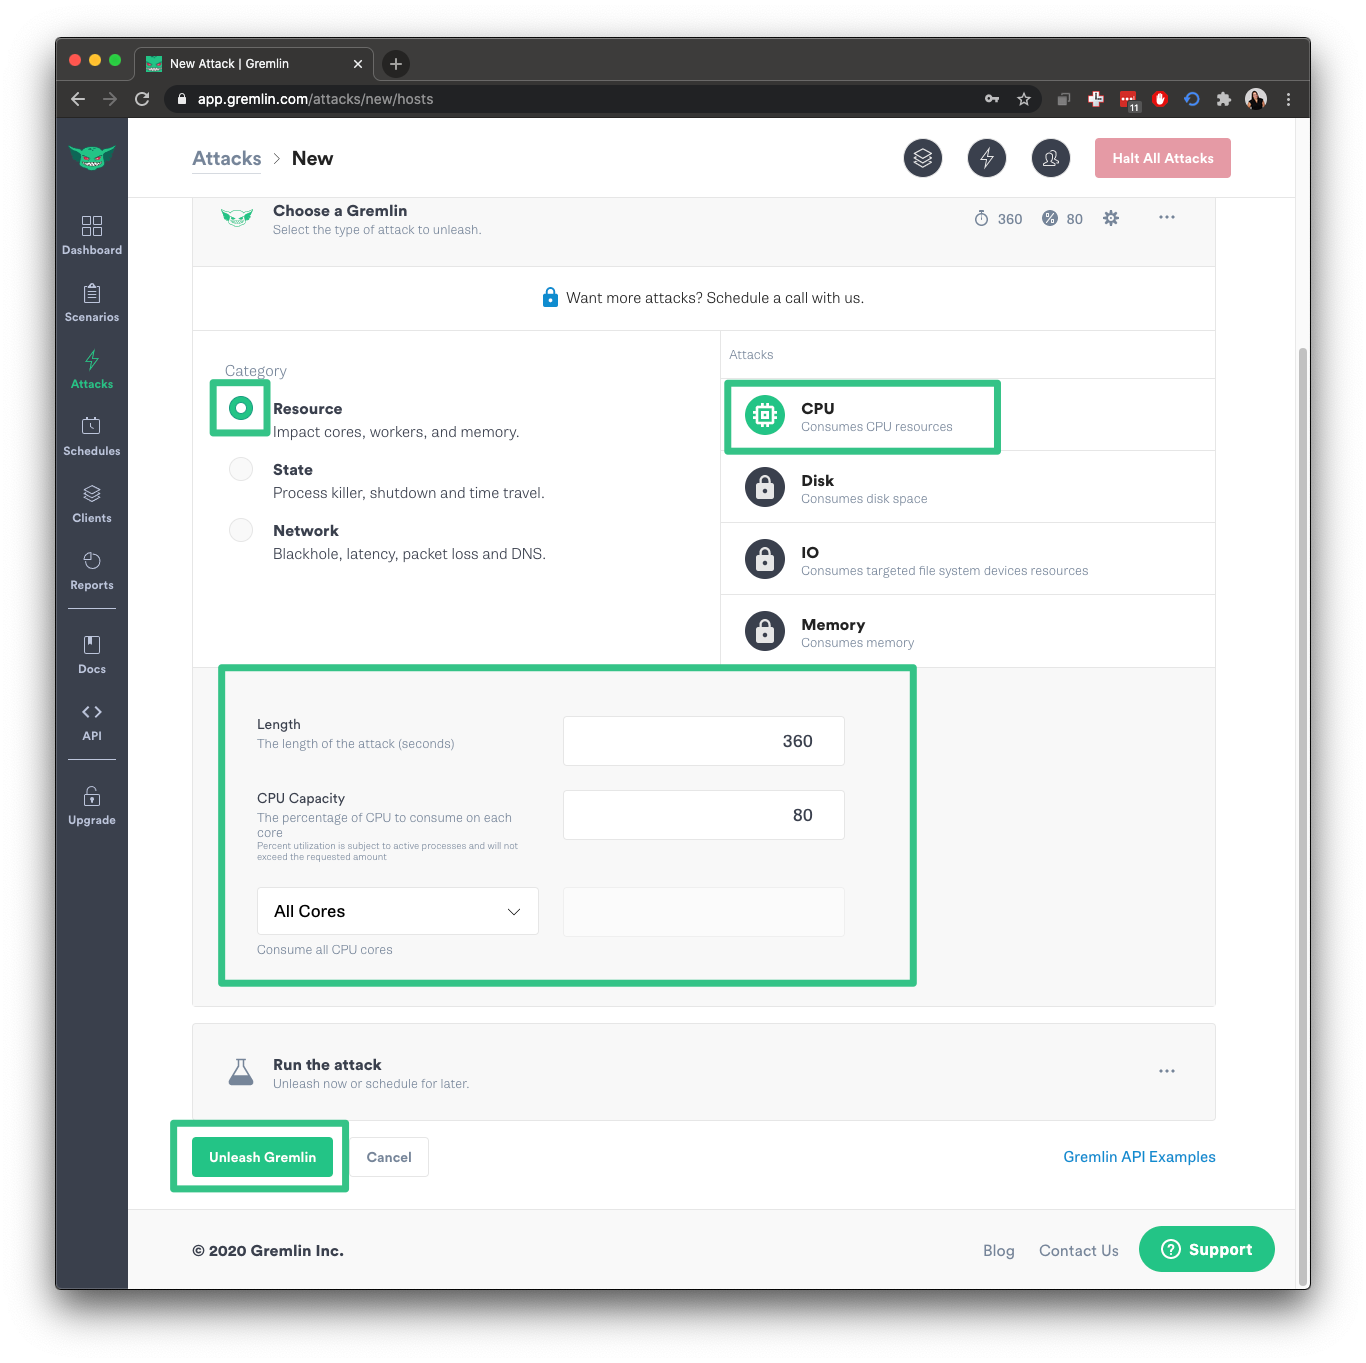 New Attack | Gremlin
app.gremlin.com/attacks/new/hosts
11
Attacks > New
Halt All Attacks
Dashboard
Scenarios
Attacks
Schedules
Clients
Reports
Docs
API
Upgrade
Choose a Gremlin
Select the type of attack to unleash.
360
80
Want more attacks? Schedule a call with us.
Category
Resource
Impact cores, workers, and memory.
State
Process killer, shutdown and time travel.
Network
Blackhole, latency, packet loss and DNS.
Attacks
CPU
Consumes CPU resources
Disk
Consumes disk space
IO
Consumes targeted file system devices resources
Memory
Consumes memory
Length
The length of the attack (seconds)
360
CPU Capacity
The percentage of CPU to consume on each
core
Percent utilization is subject to active processes and will not
exceed the requested amount
80
All Cores
Consume all CPU cores
Run the attack
Unleash now or schedule for later.
Unleash Gremlin
Cancel
Gremlin API Examples
© 2020 Gremlin Inc.
Blog
Contact Us
Support